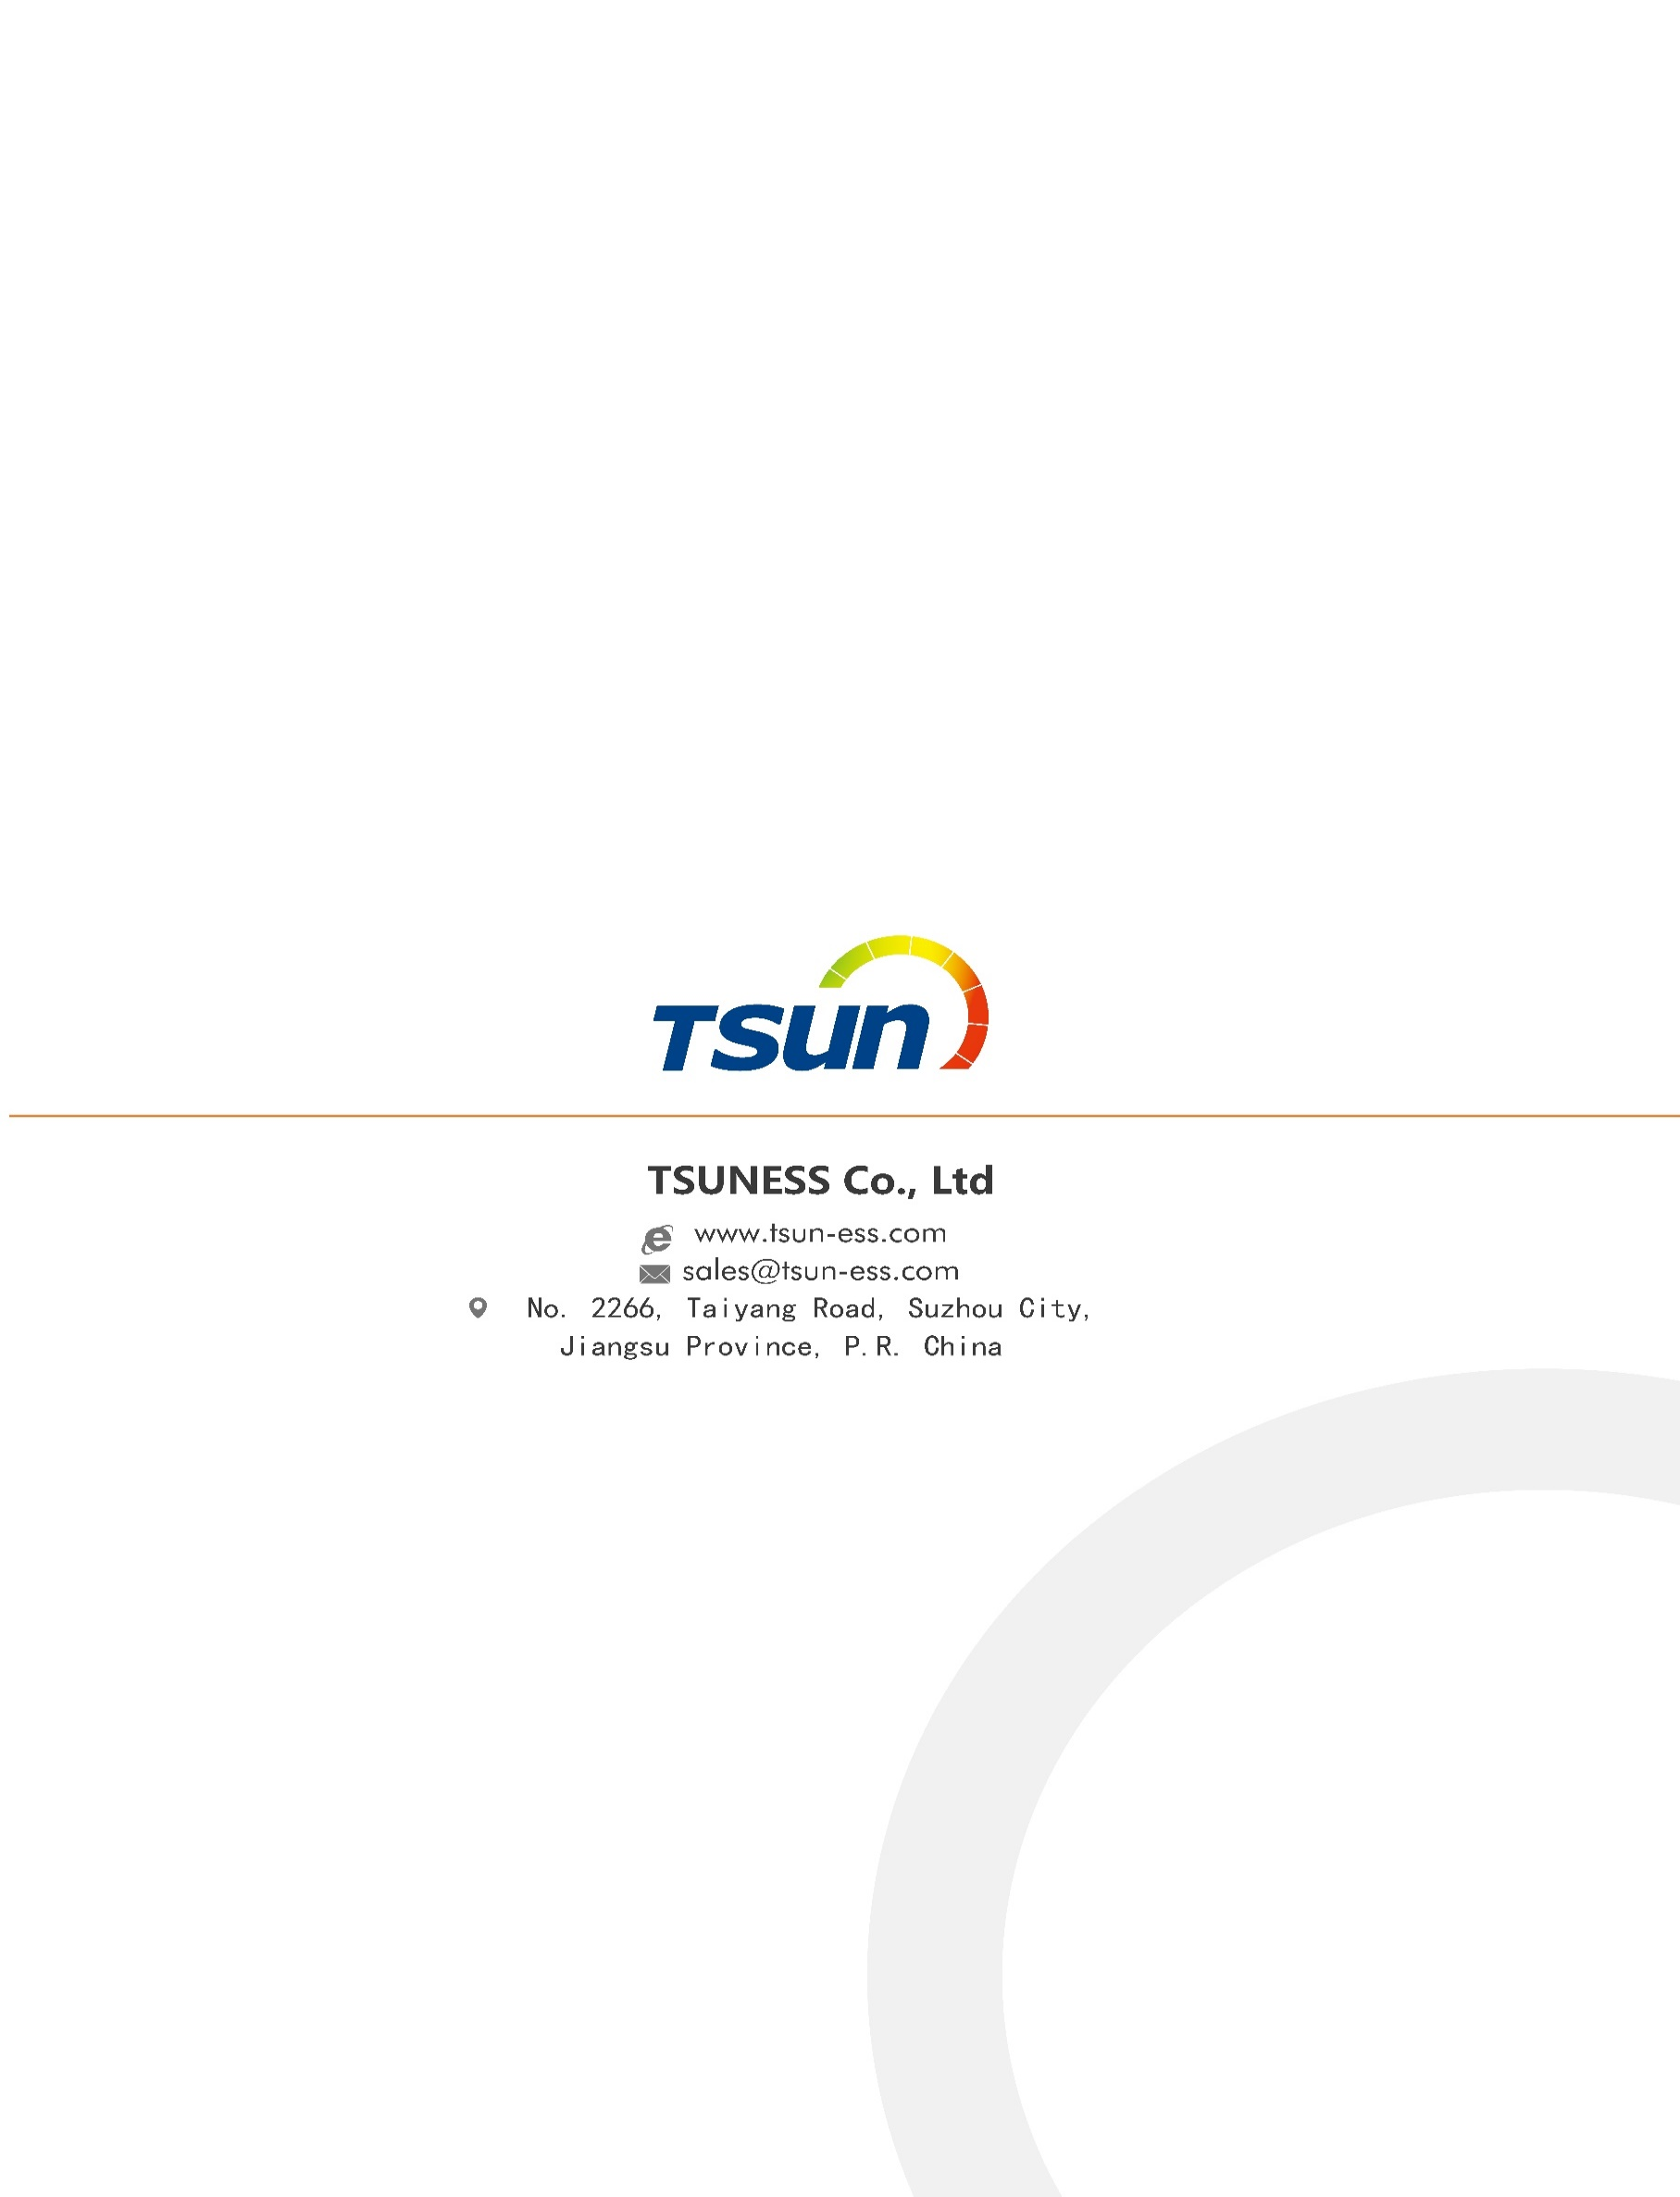 TSun
TSUNESS Co., Ltd
www.tsun-ess.com
sales@tsun-ess.com
No. 2266, Taiyang Road, Suzhou City,
Jiangsu Province, P.R. China